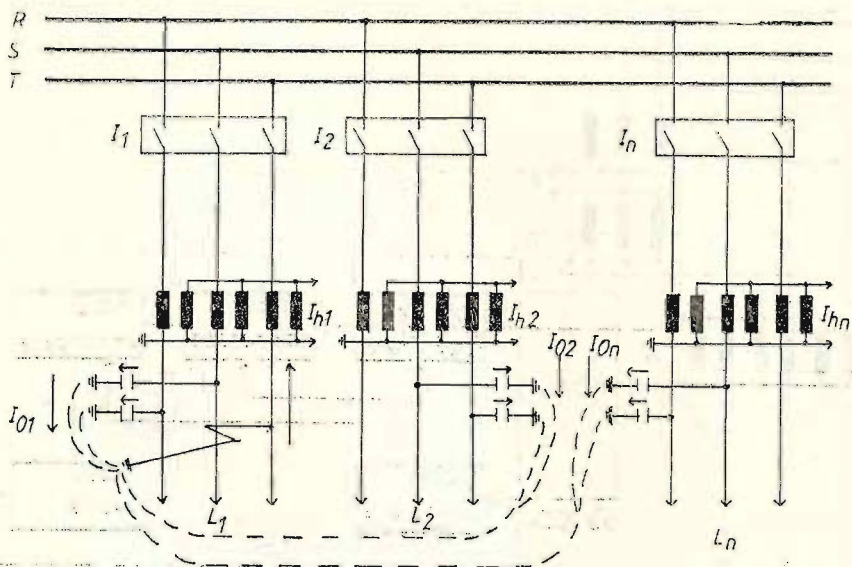 R
S
T
I1 I2 In
Ih1 Ih2 Ihn
I02 I0n
I01
L1 L2 Ln